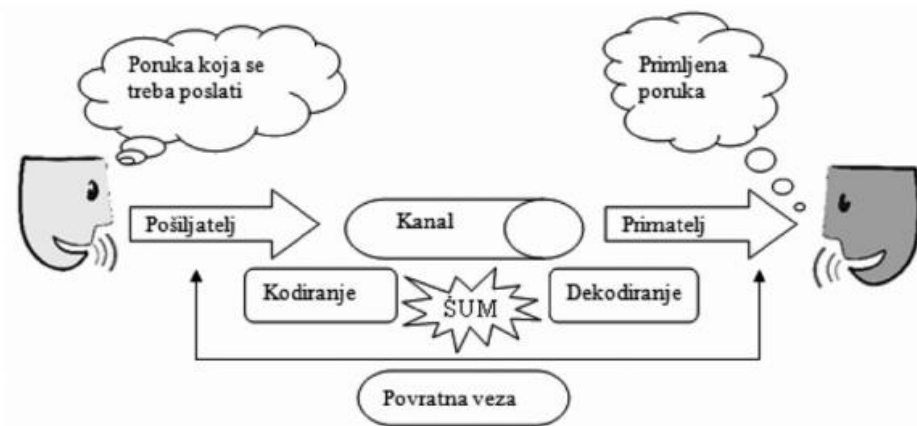 Poruka koja se
treba poslati
Primljena
poruka
Pošiljatelj
Kanal
Primatelj
Kodiranje
ŠUM
Dekodiranje
Povratna veza